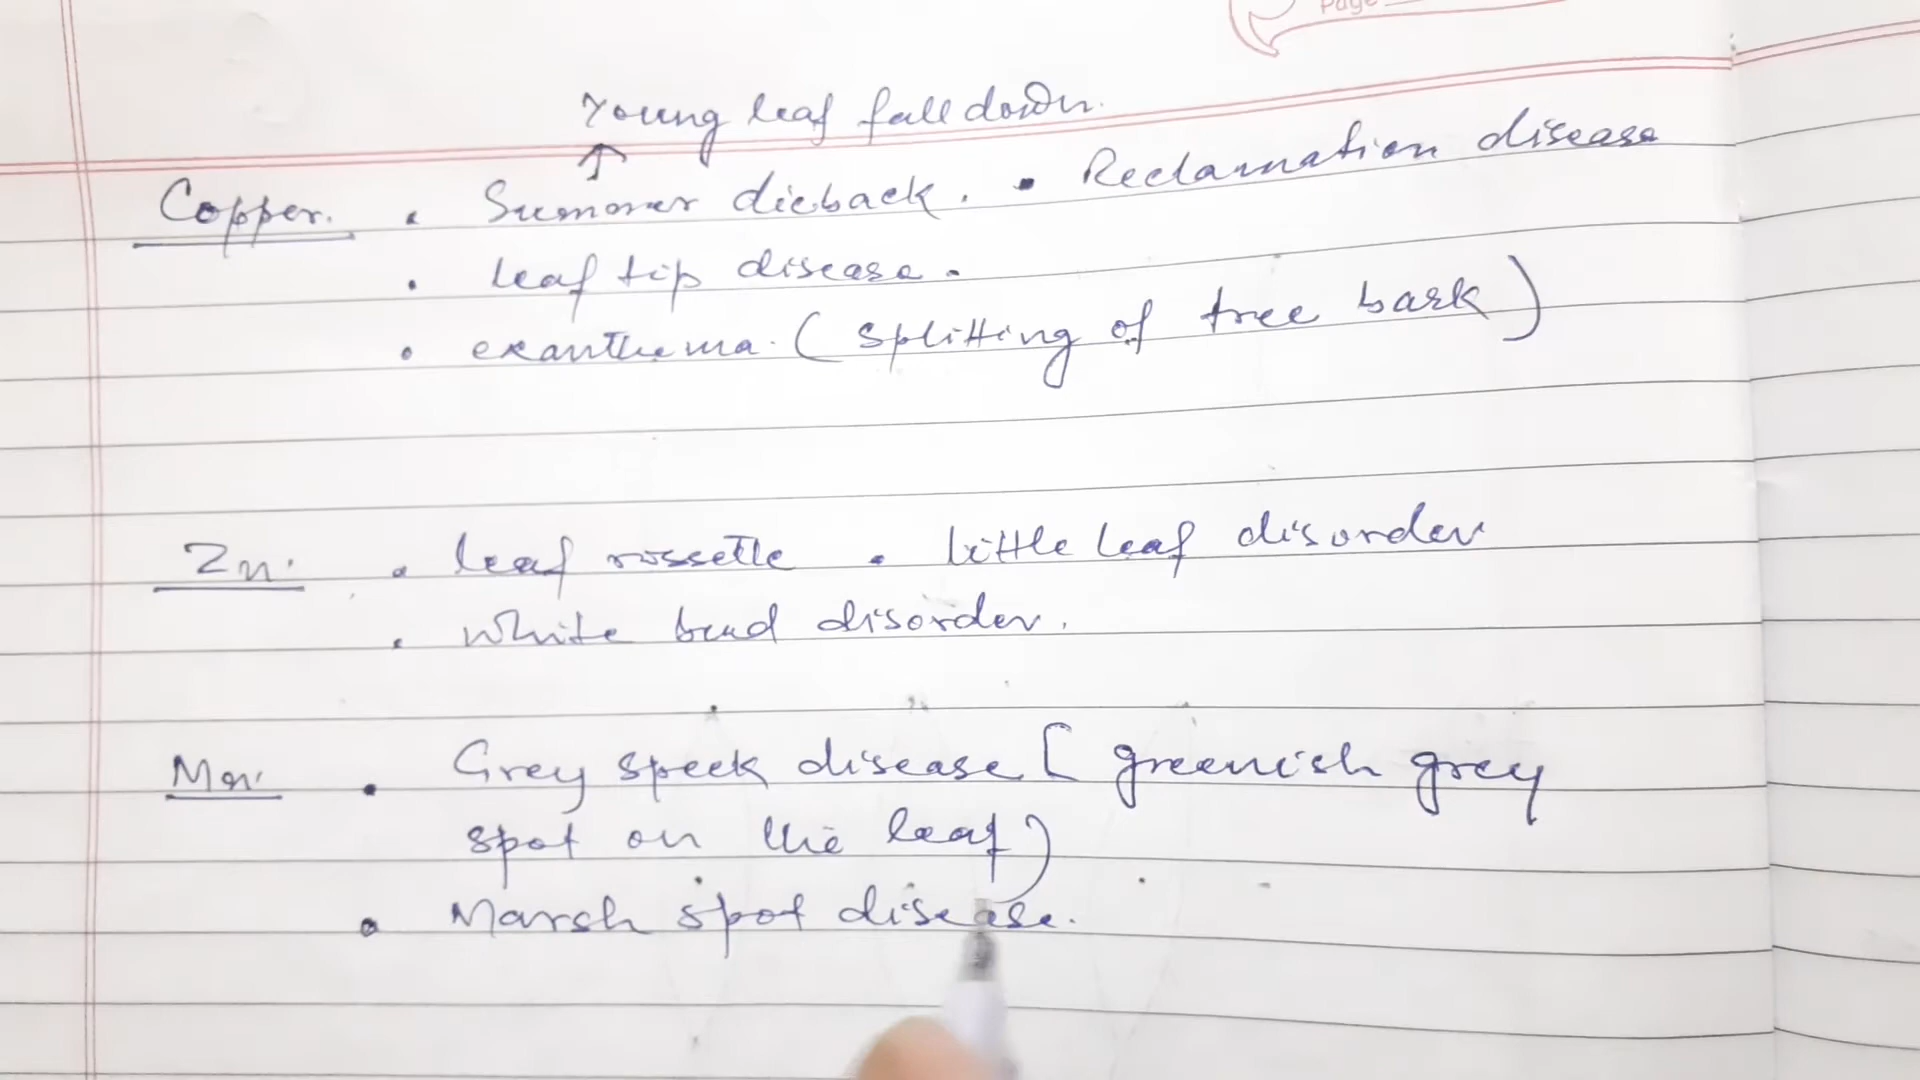 Page
Young leaf fall down.
↑
Copper. • Summer dieback. • Reclamation disease
• leaf tip disease.
• exanthema. (Splitting of tree bark)
Zn. • leaf rossette • little leaf disorder
• White bud disorder.
Mn. • Grey speck disease [greenish grey
spot on the leaf)
• Marsh spot disease.